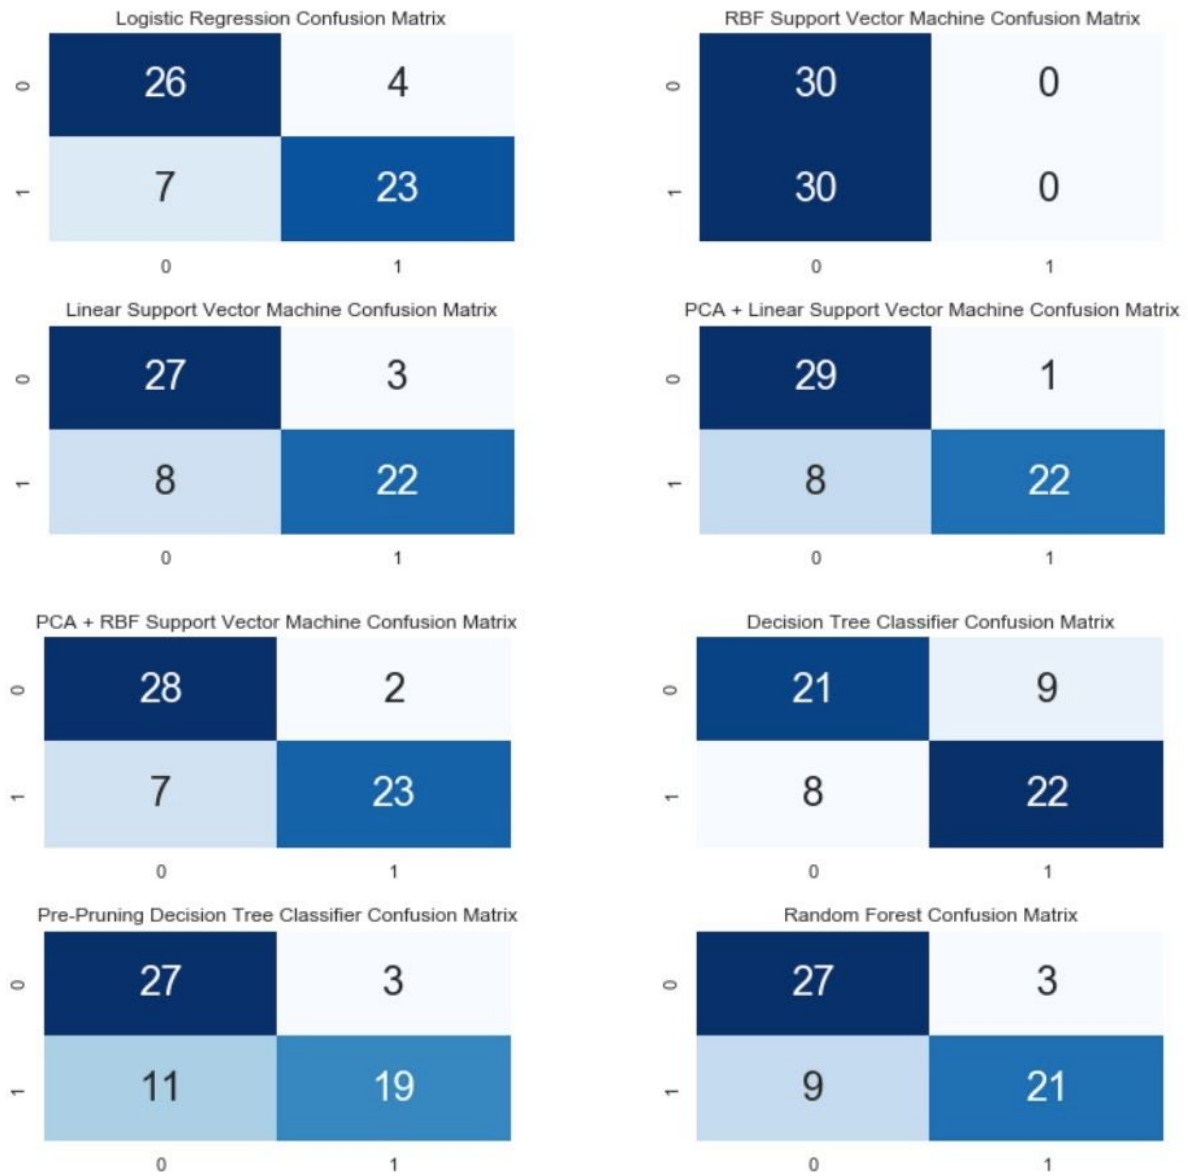 Logistic Regression Confusion Matrix
0 26 4
1 7 23
0 1
RBF Support Vector Machine Confusion Matrix
0 30 0
1 30 0
0 1
Linear Support Vector Machine Confusion Matrix
0 27 3
1 8 22
0 1
PCA + Linear Support Vector Machine Confusion Matrix
0 29 1
1 8 22
0 1
PCA + RBF Support Vector Machine Confusion Matrix
0 28 2
1 7 23
0 1
Decision Tree Classifier Confusion Matrix
0 21 9
1 8 22
0 1
Pre-Pruning Decision Tree Classifier Confusion Matrix
0 27 3
1 11 19
0 1
Random Forest Confusion Matrix
0 27 3
1 9 21
0 1